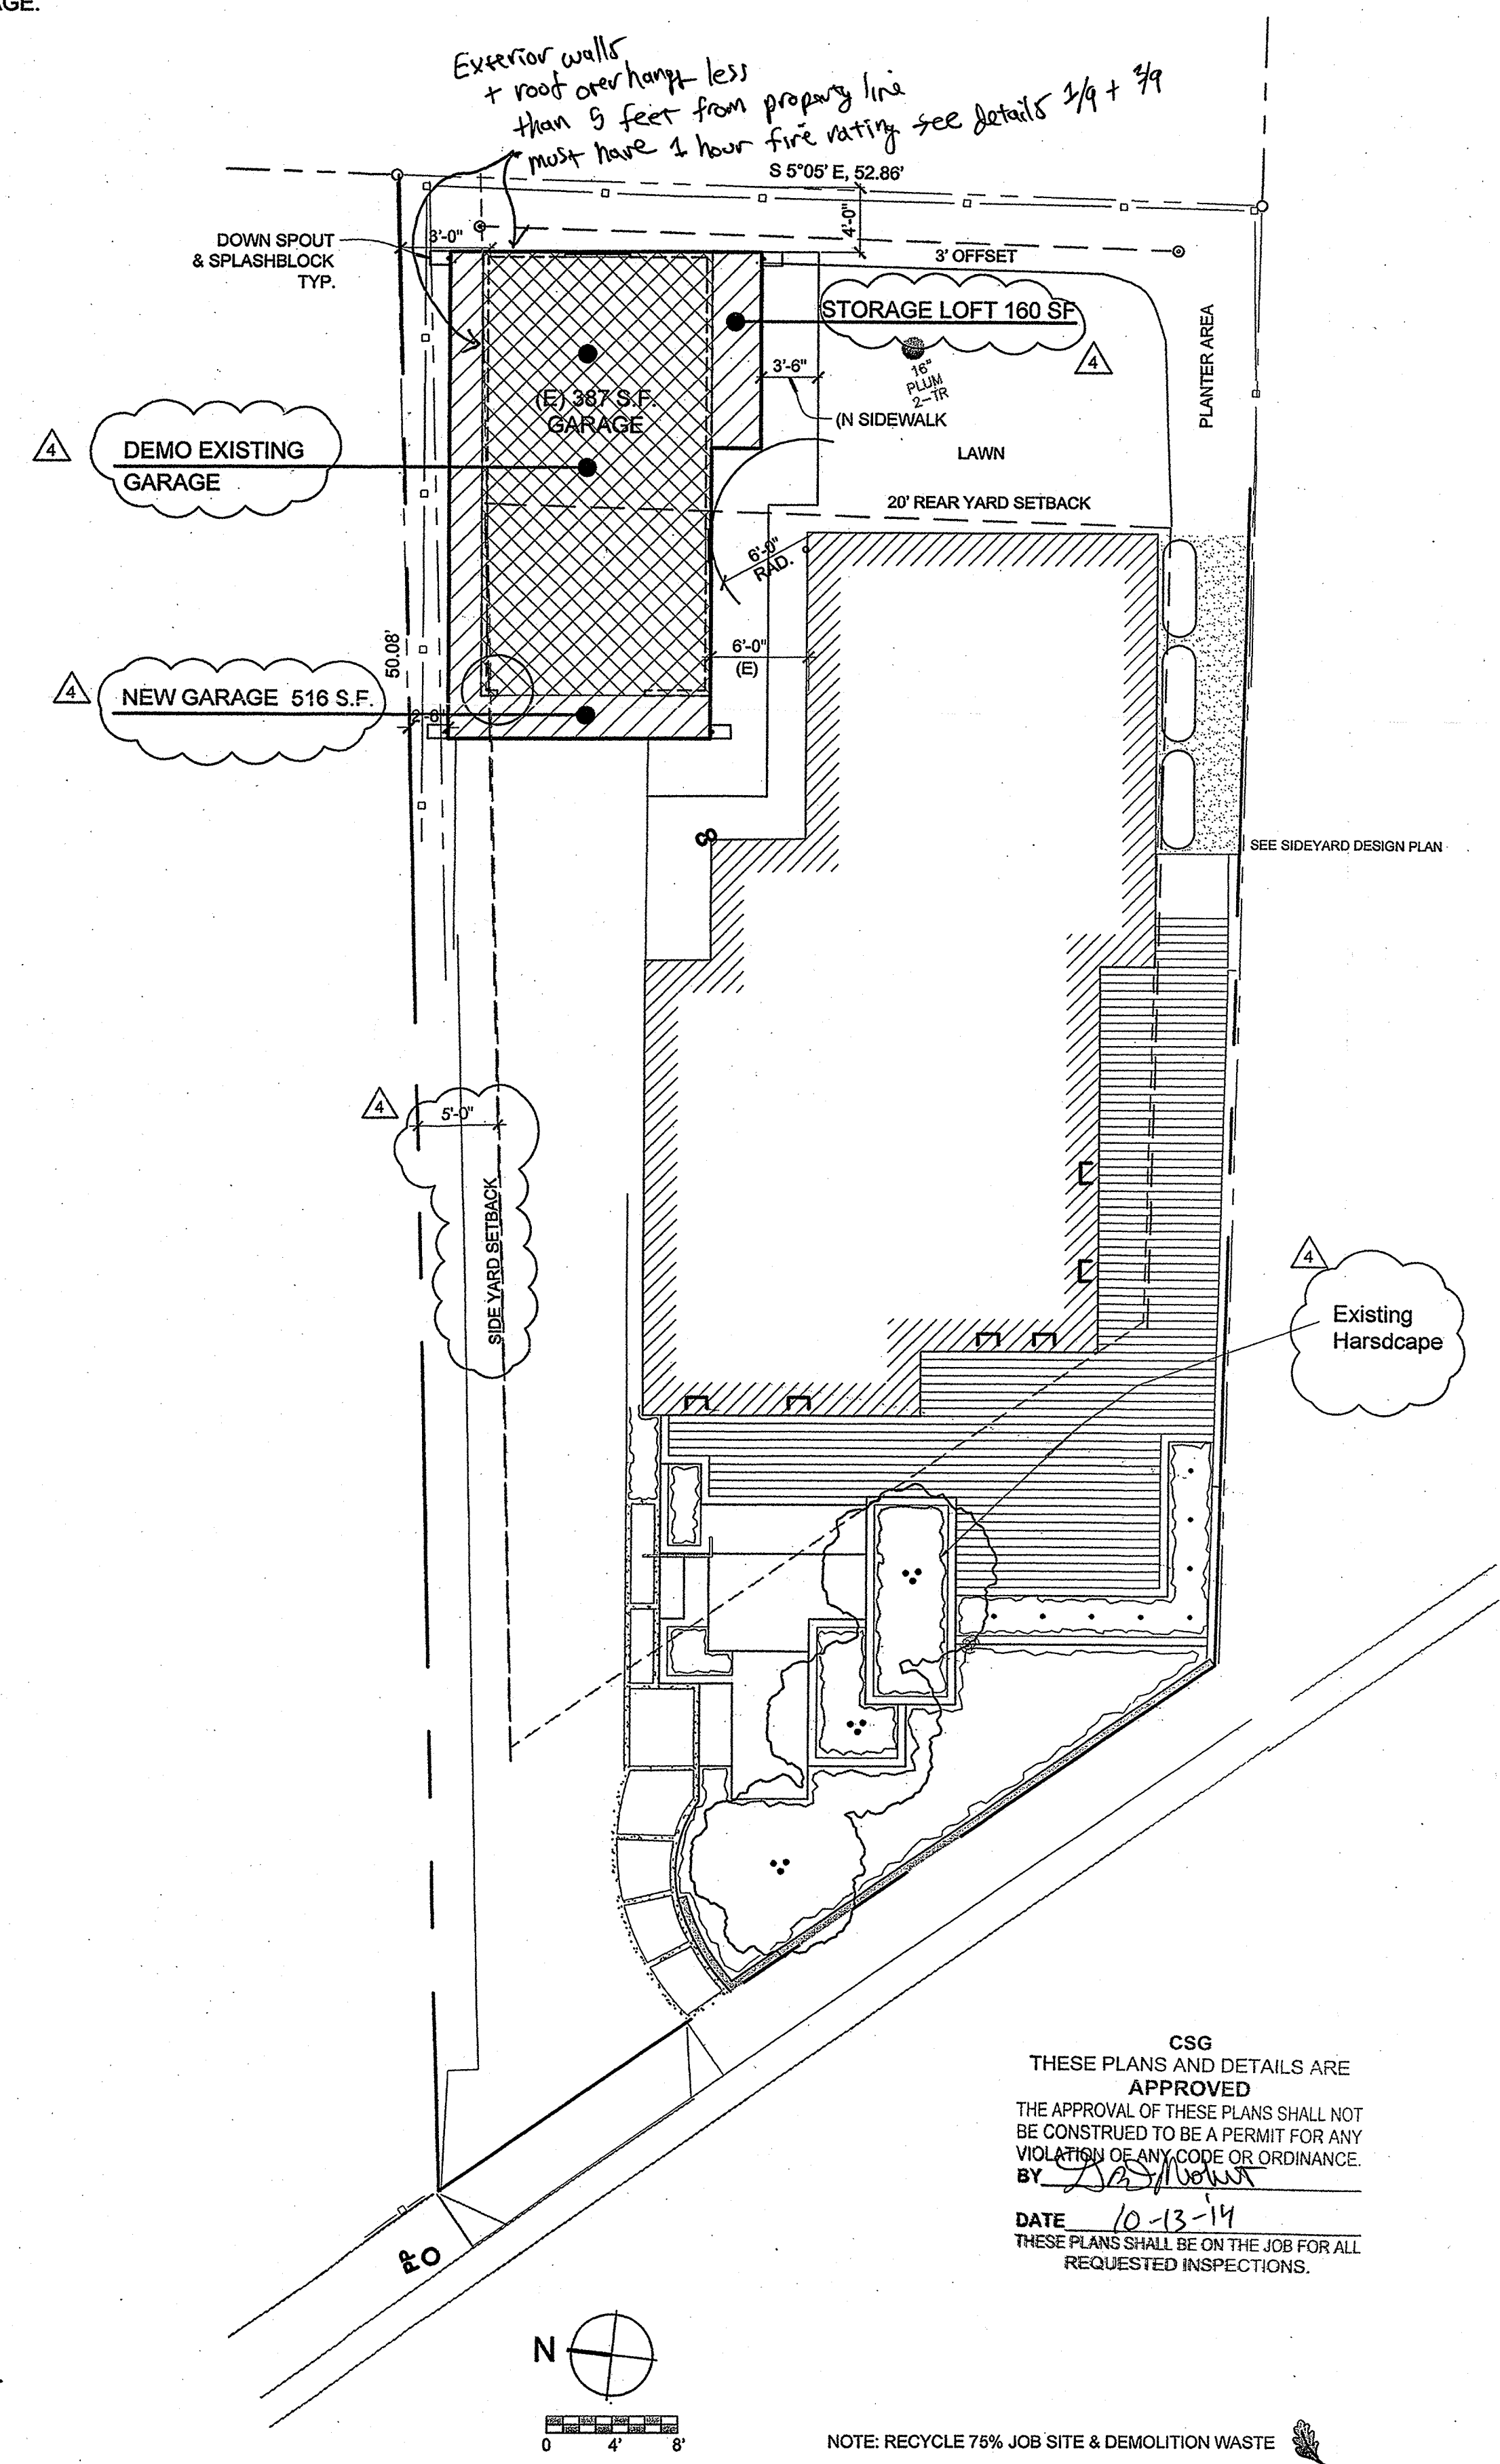 AGE.
Exterior walls
+ roof overhangs less
than 5 feet from property line
must have 1 hour fire rating see details 1/9 + 2/9
S 5°05' E, 52.86'
DOWN SPOUT
& SPLASHBLOCK
TYP.
3'-0"
4'-0"
3' OFFSET
STORAGE LOFT 160 SF
4
16"
PLUM
2-TR
3'-6"
(N SIDEWALK
PLANTER AREA
LAWN
(E) 387 S.F.
GARAGE
4
DEMO EXISTING
GARAGE
20' REAR YARD SETBACK
6'-0"
RAD.
50.08'
6'-0"
(E)
4
NEW GARAGE 516 S.F.
2'-8"
CO
SEE SIDEYARD DESIGN PLAN
4
5'-0"
SIDE YARD SETBACK
4
Existing
Harsdcape
CSG
THESE PLANS AND DETAILS ARE
APPROVED
THE APPROVAL OF THESE PLANS SHALL NOT
BE CONSTRUED TO BE A PERMIT FOR ANY
VIOLATION OF ANY CODE OR ORDINANCE.
BY
DATE 10-13-'14
THESE PLANS SHALL BE ON THE JOB FOR ALL
REQUESTED INSPECTIONS.
PP
N
0 4' 8'
NOTE: RECYCLE 75% JOB SITE & DEMOLITION WASTE